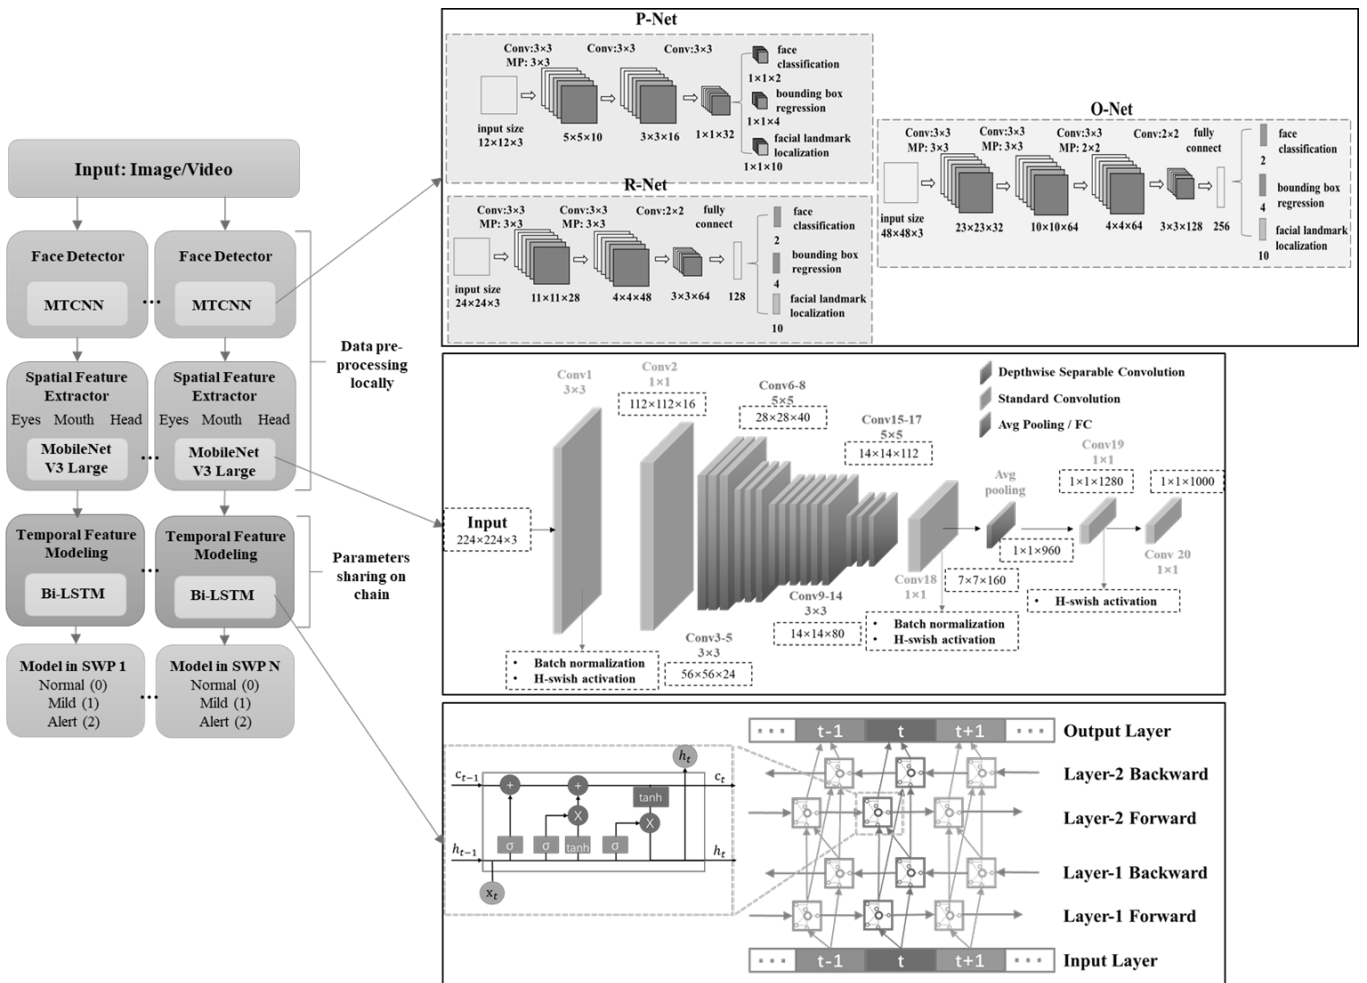 Input: Image/Video
Face Detector
MTCNN
...
Face Detector
MTCNN
Spatial Feature
Extractor
Eyes Mouth Head
MobileNet
V3 Large
...
Spatial Feature
Extractor
Eyes Mouth Head
MobileNet
V3 Large
Temporal Feature
Modeling
Bi-LSTM
...
Temporal Feature
Modeling
Bi-LSTM
Model in SWP 1
Normal (0)
Mild (1)
Alert (2)
...
Model in SWP N
Normal (0)
Mild (1)
Alert (2)
Data pre-
processing
locally
Parameters
sharing on
chain
P-Net
Conv:3×3
MP: 3×3
Conv:3×3
Conv:3×3
input size
12×12×3
5×5×10
3×3×16
1×1×32
face
classification
1×1×2
bounding box
regression
1×1×4
facial landmark
localization
1×1×10
R-Net
Conv:3×3
MP: 3×3
Conv:3×3
MP: 3×3
Conv:2×2
fully
connect
input size
24×24×3
11×11×28
4×4×48
3×3×64
128
face
classification
2
bounding box
regression
4
facial landmark
localization
10
O-Net
Conv:3×3
MP: 3×3
Conv:3×3
MP: 3×3
Conv:3×3
MP: 2×2
Conv:2×2
fully
connect
input size
48×48×3
23×23×32
10×10×64
4×4×64
3×3×128
256
face
classification
2
bounding box
regression
4
facial landmark
localization
10
Input
224×224×3
Conv1
3×3
• Batch normalization
• H-swish activation
Conv2
1×1
112×112×16
Conv3-5
3×3
56×56×24
Conv6-8
5×5
28×28×40
Conv9-14
3×3
14×14×80
Conv15-17
5×5
14×14×112
Conv18
1×1
7×7×160
• Batch normalization
• H-swish activation
Avg
pooling
1×1×960
Conv19
1×1
1×1×1280
• H-swish activation
1×1×1000
Conv 20
1×1
Depthwise Separable Convolution
Standard Convolution
Avg Pooling / FC
c t-1
+
+
h t
c t
tanh
X
X
h t-1
σ
σ
tanh
σ
h t
x t
... t-1 t t+1 ...
Output Layer
Layer-2 Backward
Layer-2 Forward
Layer-1 Backward
Layer-1 Forward
... t-1 t t+1 ...
Input Layer